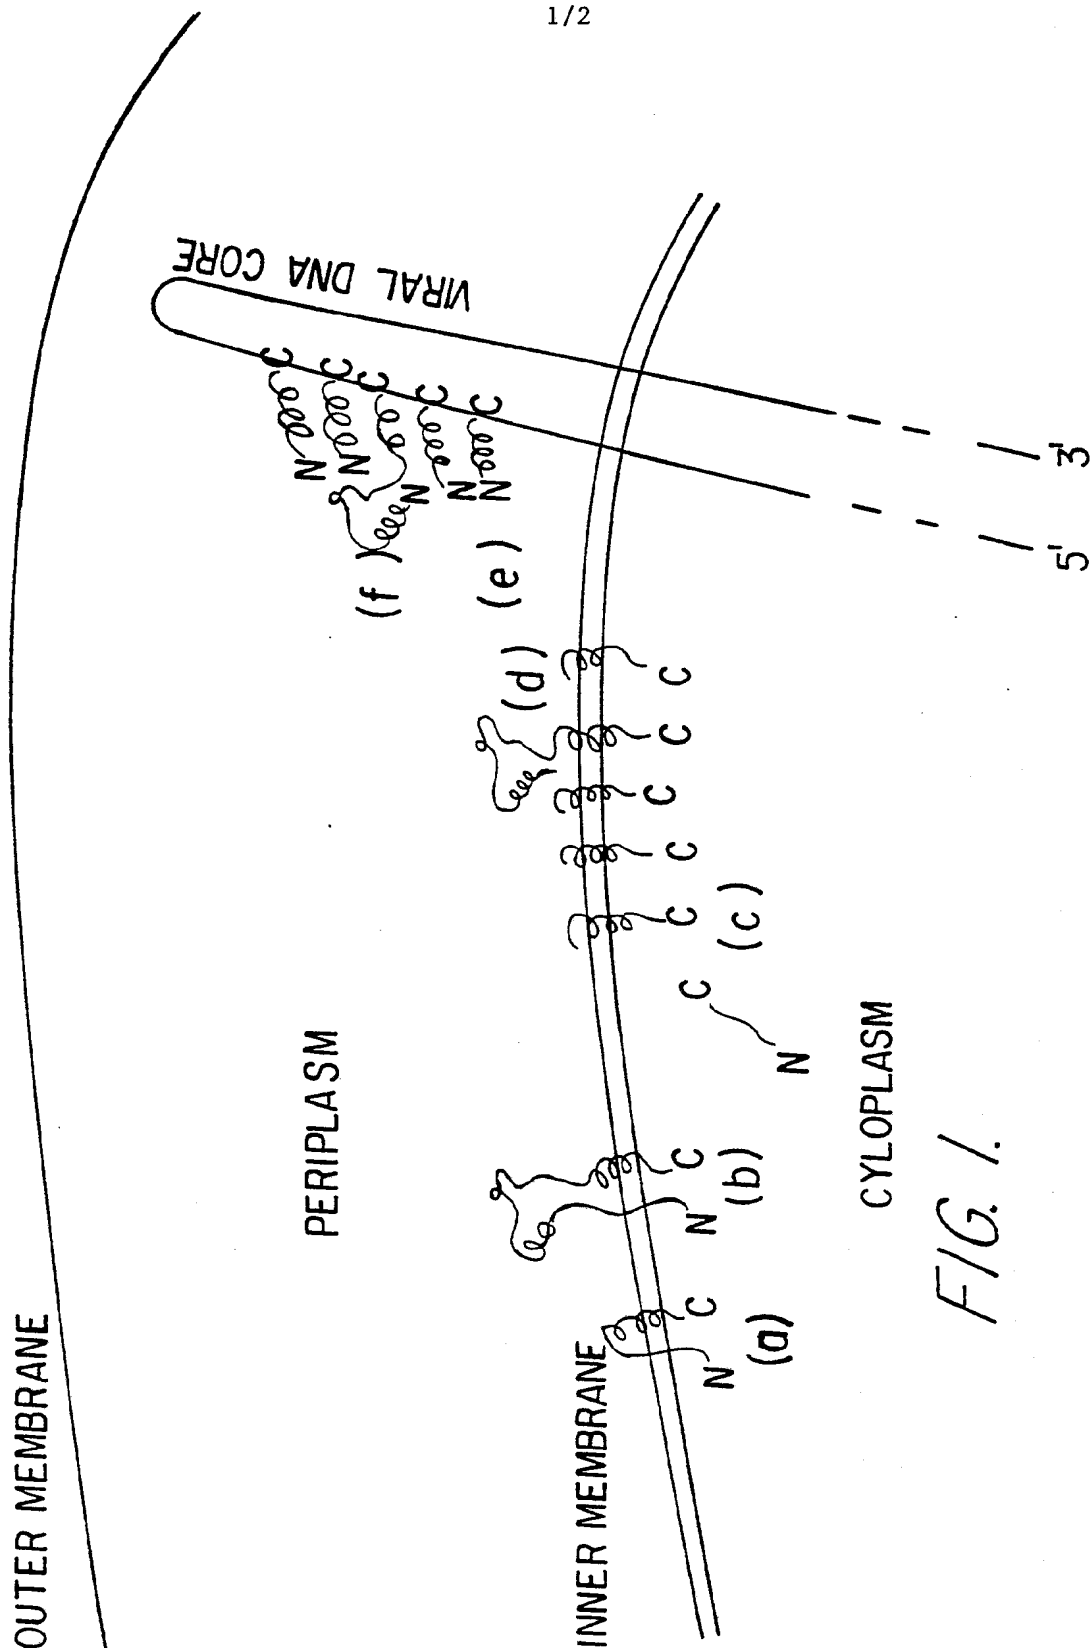 1/2
OUTER MEMBRANE
PERIPLASM
VIRAL DNA CORE
C
C
C
C
C
N
N
N
N
N
(f)
(e)
(d)
INNER MEMBRANE
N
C
(a)
N
C
(b)
N
C
C
(c)
C
C
C
C
5'
3'
CYLOPLASM
FIG. 1.